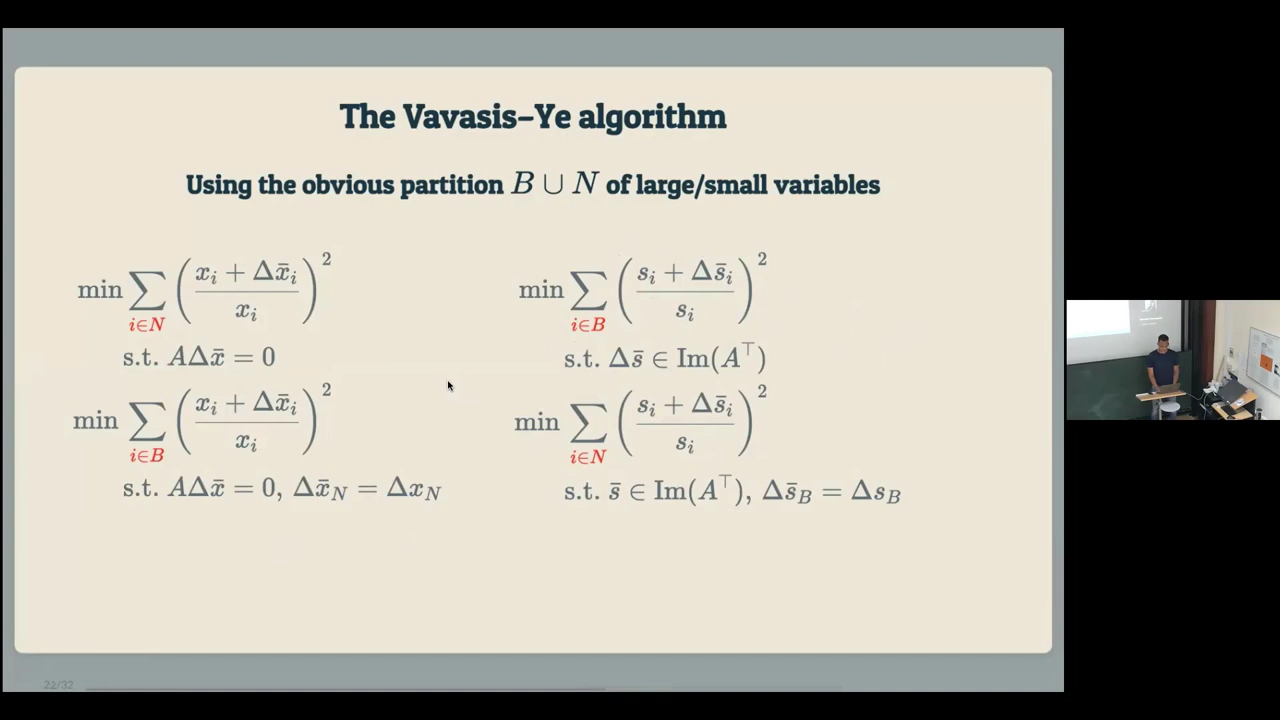 The Vavasis–Ye algorithm
Using the obvious partition B ∪ N of large/small variables
min ∑_{i∈N} ((x_i + Δx̄_i) / x_i)^2
s.t. AΔx̄ = 0
min ∑_{i∈B} ((x_i + Δx̄_i) / x_i)^2
s.t. AΔx̄ = 0, Δx̄_N = Δx_N
min ∑_{i∈B} ((s_i + Δs̄_i) / s_i)^2
s.t. Δs̄ ∈ Im(A^⊤)
min ∑_{i∈N} ((s_i + Δs̄_i) / s_i)^2
s.t. s̄ ∈ Im(A^⊤), Δs̄_B = Δs_B
22/32